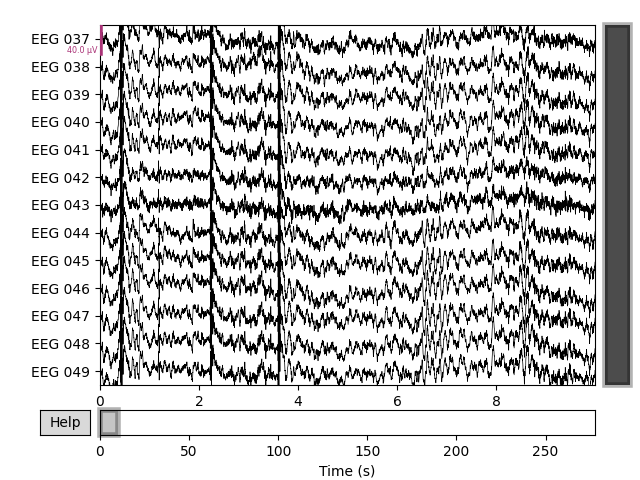 EEG 037
40.0 µV
EEG 038
EEG 039
EEG 040
EEG 041
EEG 042
EEG 043
EEG 044
EEG 045
EEG 046
EEG 047
EEG 048
EEG 049
0 2 4 6 8
Help
0 50 100 150 200 250
Time (s)